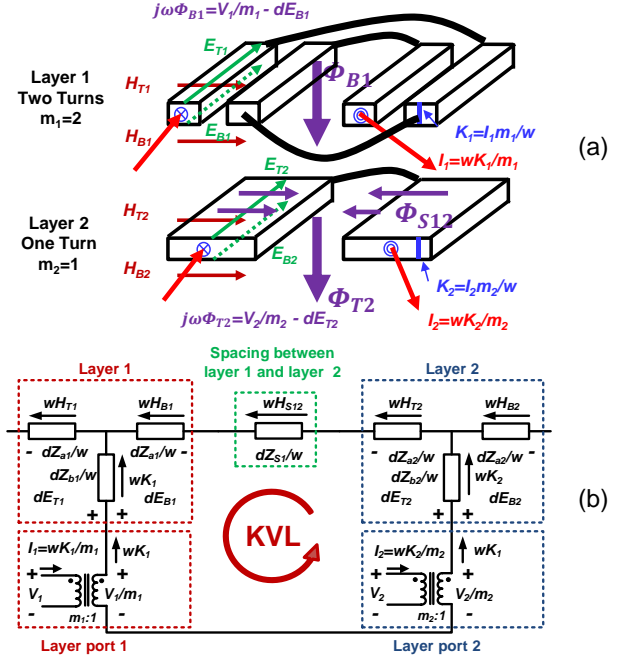 jωΦB1=V1/m1 - dEB1
Layer 1
Two Turns
m1=2
ET1
HT1
HB1
EB1
ΦB1
K1=I1m1/w
I1=wK1/m1
(a)
Layer 2
One Turn
m2=1
ET2
HT2
HB2
EB2
ΦS12
ΦT2
K2=I2m2/w
I2=wK2/m2
jωΦT2=V2/m2 - dET2
Layer 1
Spacing between
layer 1 and layer 2
Layer 2
wHT1
wHB1
wHS12
wHT2
wHB2
- dZa1/w
dZa1/w -
dZS1/w
- dZa2/w
dZa2/w -
dZb1/w
wK1
dZb2/w
wK2
dET1
dEB1
dET2
dEB2
+ +
+ +
(b)
KVL
I1=wK1/m1
wK1
I2=wK2/m2
wK1
+ +
+ +
V1
V1/m1
V2
V2/m2
- -
- -
m1:1
m2:1
Layer port 1
Layer port 2